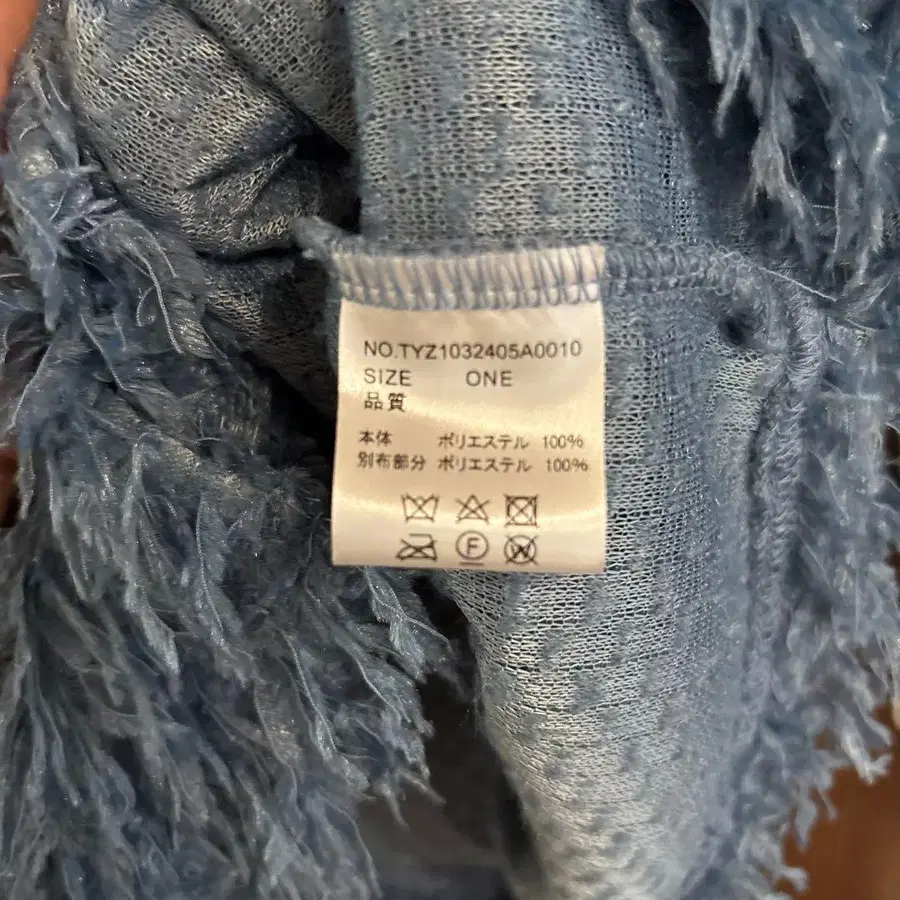 NO.TYZ1032405A0010
SIZE ONE
品質
本体 ポリエステル 100%
別布部分 ポリエステル 100%
F
W